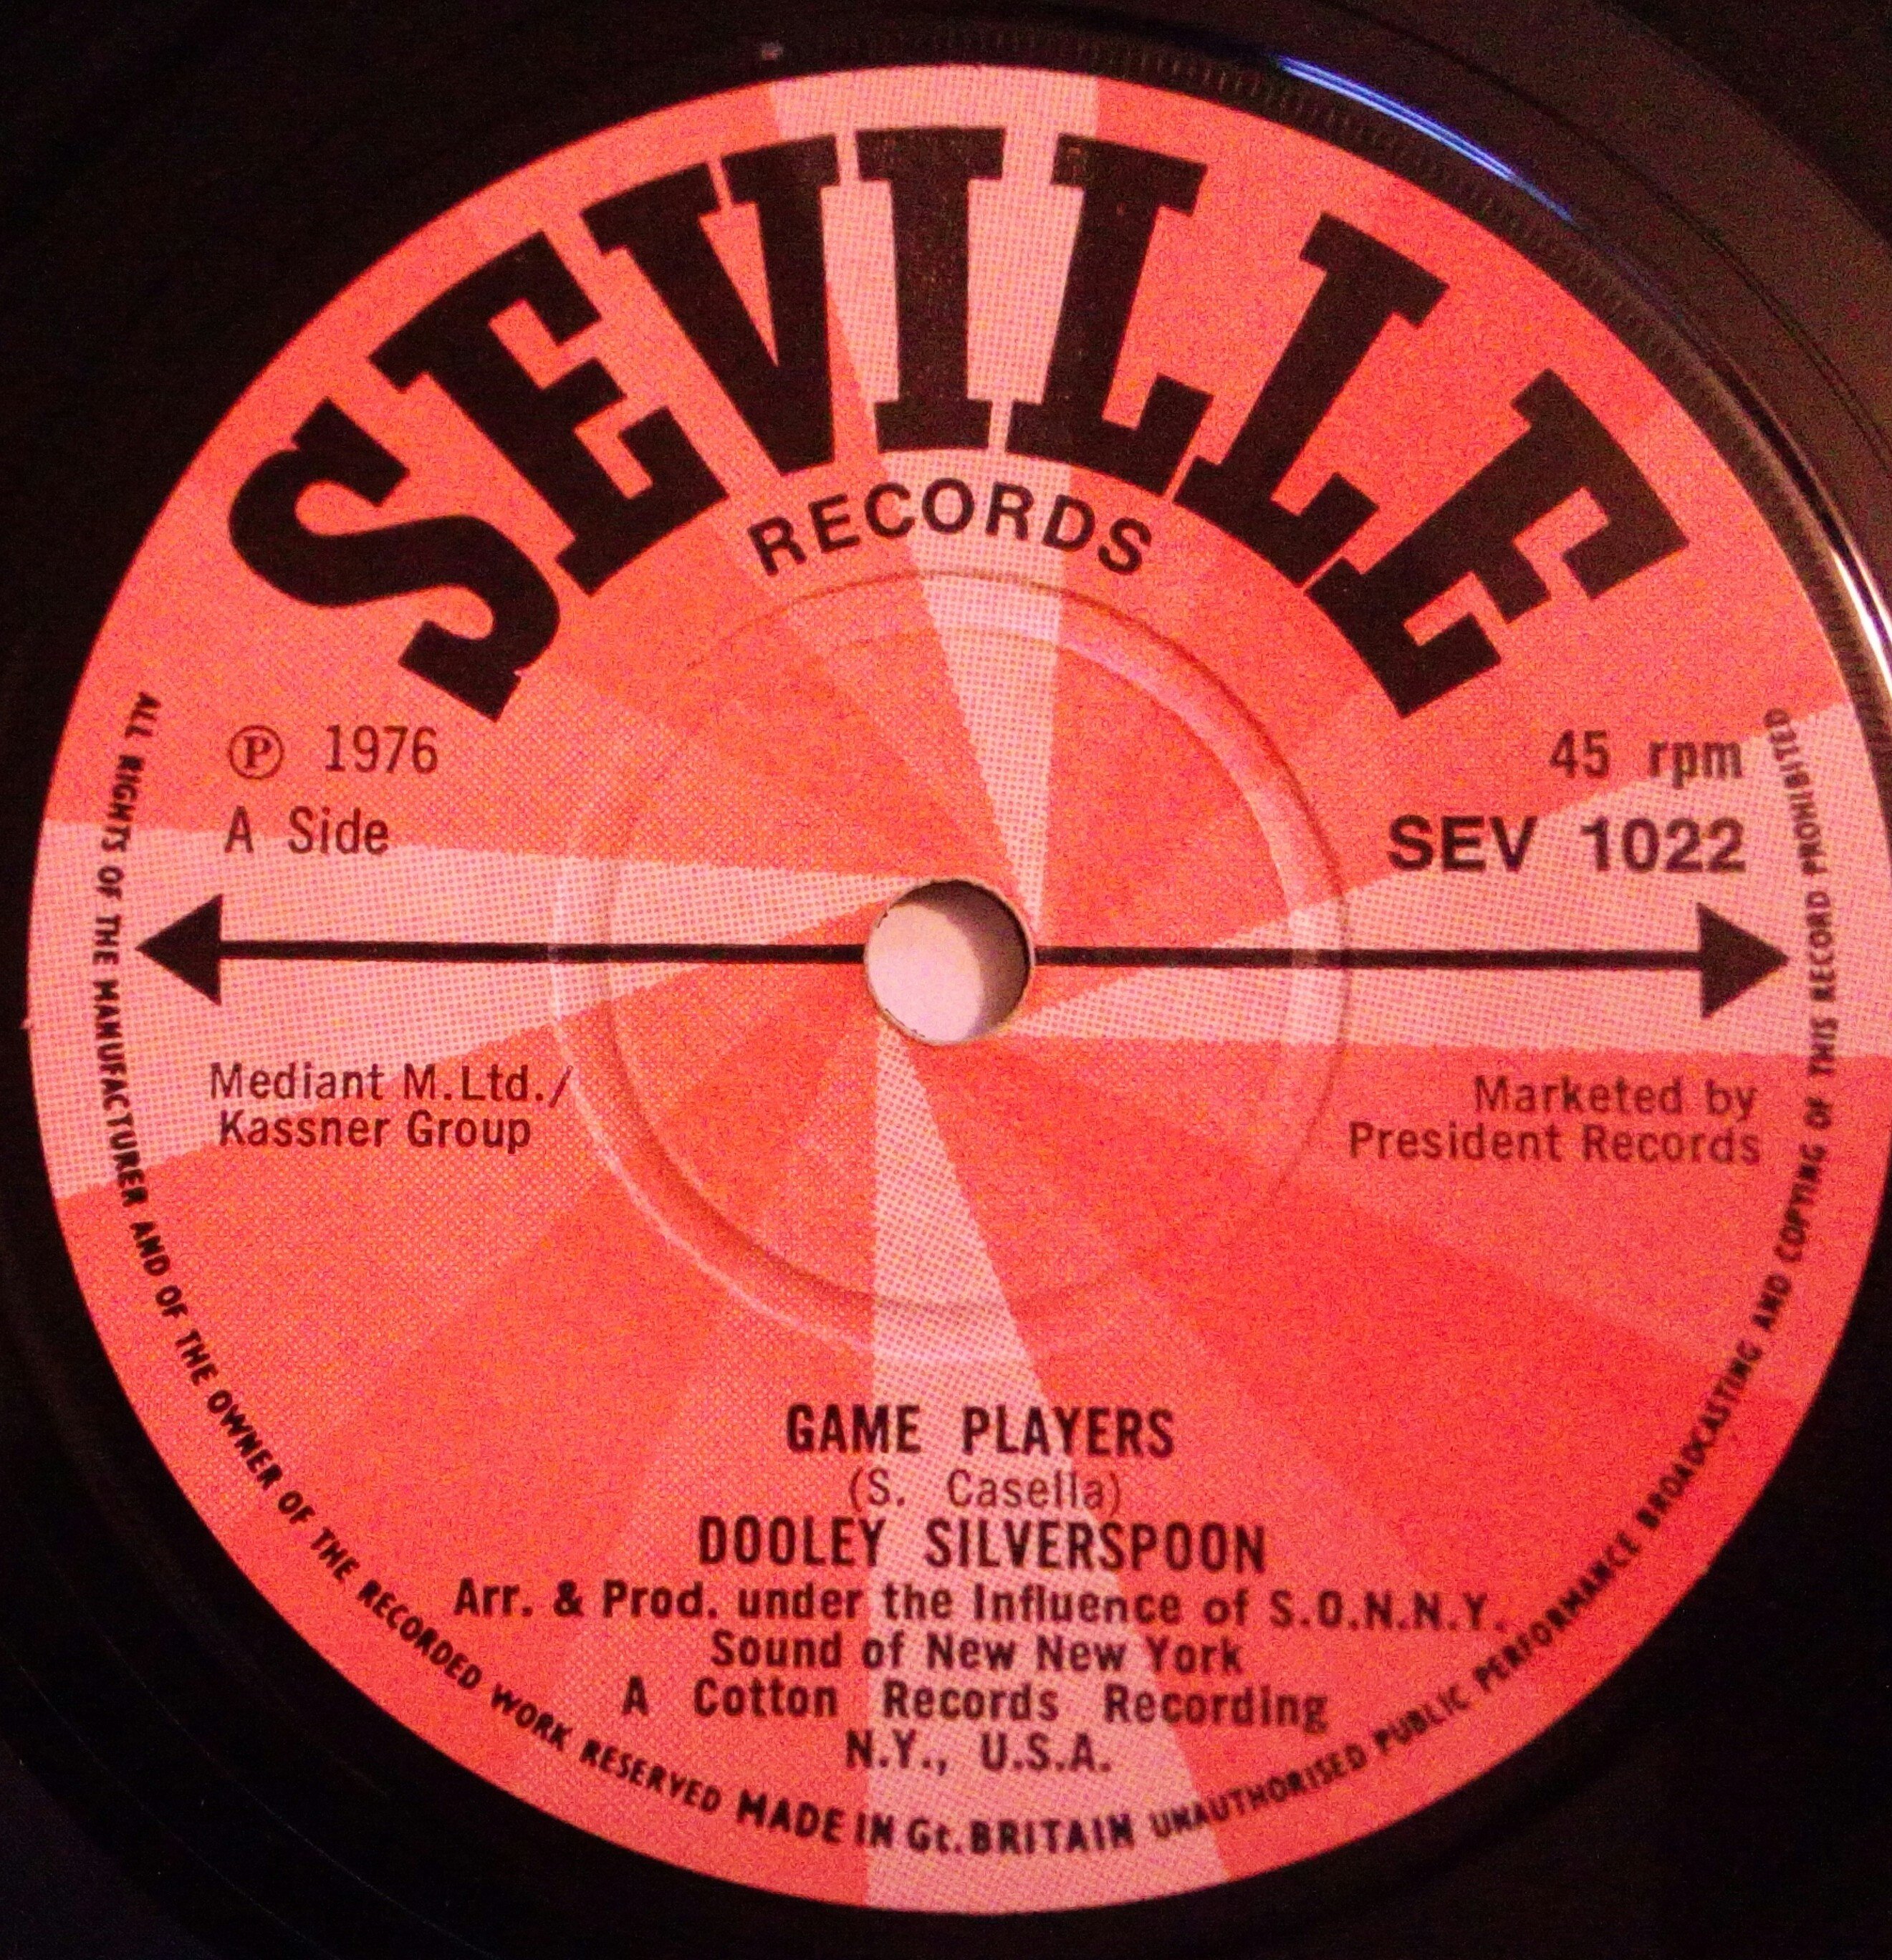 SEVILLE
RECORDS
℗ 1976
A Side
45 rpm
SEV 1022
Mediant M.Ltd./
Kassner Group
Marketed by
President Records
GAME PLAYERS
(S. Casella)
DOOLEY SILVERSPOON
Arr. & Prod. under the Influence of S.O.N.N.Y.
Sound of New New York
A Cotton Records Recording
N.Y., U.S.A.
ALL RIGHTS OF THE MANUFACTURER AND OF THE OWNER OF THE RECORDED WORK RESERVED MADE IN Gt. BRITAIN UNAUTHORISED PUBLIC PERFORMANCE BROADCASTING AND COPYING OF THIS RECORD PROHIBITED